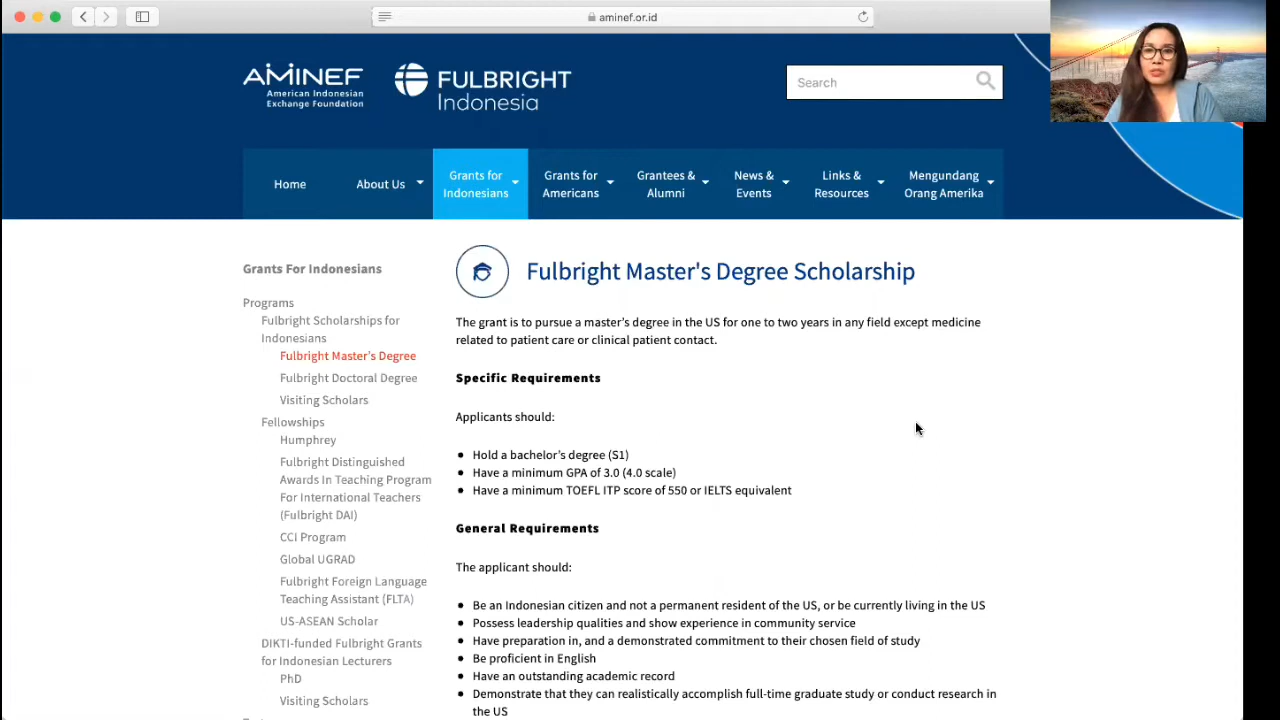 aminef.or.id
AMINEF
American Indonesian
Exchange Foundation
FULBRIGHT
Indonesia
Search
Home
About Us
Grants for
Indonesians
Grants for
Americans
Grantees &
Alumni
News &
Events
Links &
Resources
Mengundang
Orang Amerika
Grants For Indonesians
Programs
Fulbright Scholarships for
Indonesians
Fulbright Master's Degree
Fulbright Doctoral Degree
Visiting Scholars
Fellowships
Humphrey
Fulbright Distinguished
Awards In Teaching Program
For International Teachers
(Fulbright DAI)
CCI Program
Global UGRAD
Fulbright Foreign Language
Teaching Assistant (FLTA)
US-ASEAN Scholar
DIKTI-funded Fulbright Grants
for Indonesian Lecturers
PhD
Visiting Scholars
Fulbright Master's Degree Scholarship
The grant is to pursue a master's degree in the US for one to two years in any field except medicine
related to patient care or clinical patient contact.
Specific Requirements
Applicants should:
Hold a bachelor's degree (S1)
Have a minimum GPA of 3.0 (4.0 scale)
Have a minimum TOEFL ITP score of 550 or IELTS equivalent
General Requirements
The applicant should:
Be an Indonesian citizen and not a permanent resident of the US, or be currently living in the US
Possess leadership qualities and show experience in community service
Have preparation in, and a demonstrated commitment to their chosen field of study
Be proficient in English
Have an outstanding academic record
Demonstrate that they can realistically accomplish full-time graduate study or conduct research in
the US